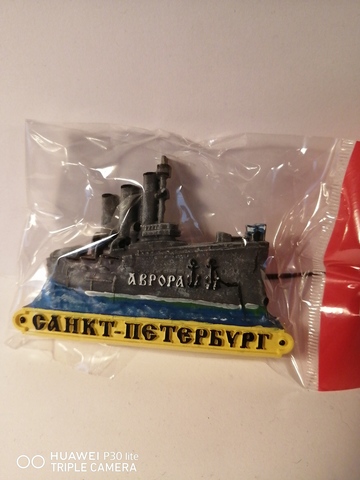 АВРОРА
САНКТ-ПЕТЕРБУРГ
HUAWEI P30 lite
TRIPLE CAMERA